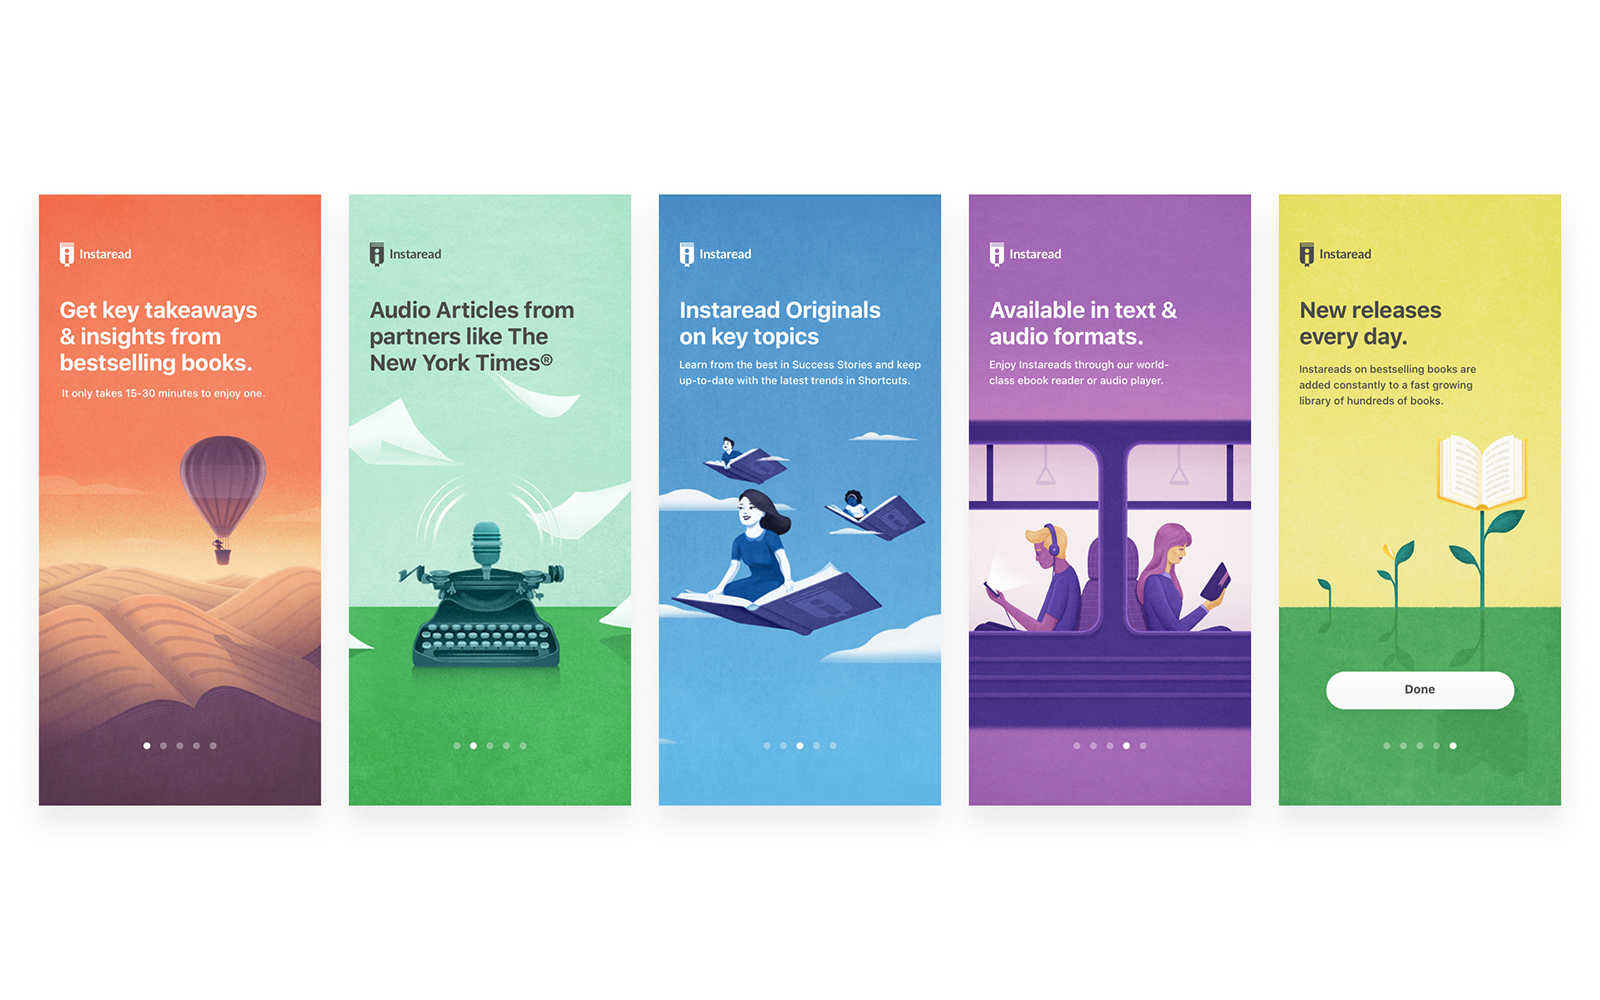 Instaread
Get key takeaways
& insights from
bestselling books.
It only takes 15-30 minutes to enjoy one.
Instaread
Audio Articles from
partners like The
New York Times®
Instaread
Instaread Originals
on key topics
Learn from the best in Success Stories and keep
up-to-date with the latest trends in Shortcuts.
Instaread
Available in text &
audio formats.
Enjoy Instareads through our world-
class ebook reader or audio player.
Instaread
New releases
every day.
Instareads on bestselling books are
added constantly to a fast growing
library of hundreds of books.
Done